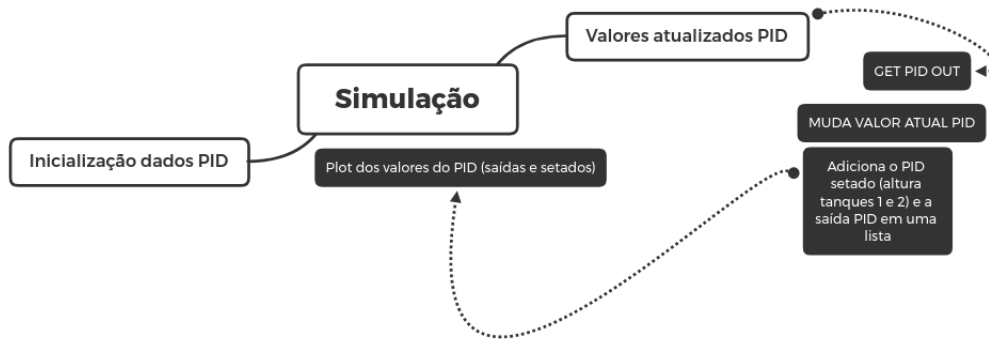 Valores atualizados PID
GET PID OUT
Simulação
MUDA VALOR ATUAL PID
Inicialização dados PID
Plot dos valores do PID (saídas e setados)
Adiciona o PID
setado (altura
tanques 1 e 2) e a
saída PID em uma
lista